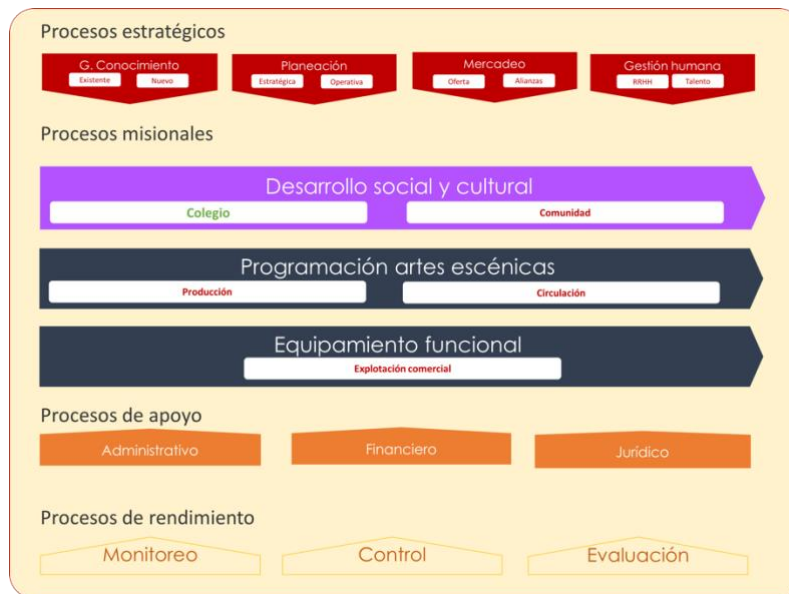 Procesos estratégicos
G. Conocimiento
Existente
Nuevo
Planeación
Estratégica
Operativa
Mercadeo
Oferta
Alianzas
Gestión humana
RRHH
Talento
Procesos misionales
Desarrollo social y cultural
Colegio
Comunidad
Programación artes escénicas
Producción
Circulación
Equipamiento funcional
Explotación comercial
Procesos de apoyo
Administrativo
Financiero
Jurídico
Procesos de rendimiento
Monitoreo
Control
Evaluación